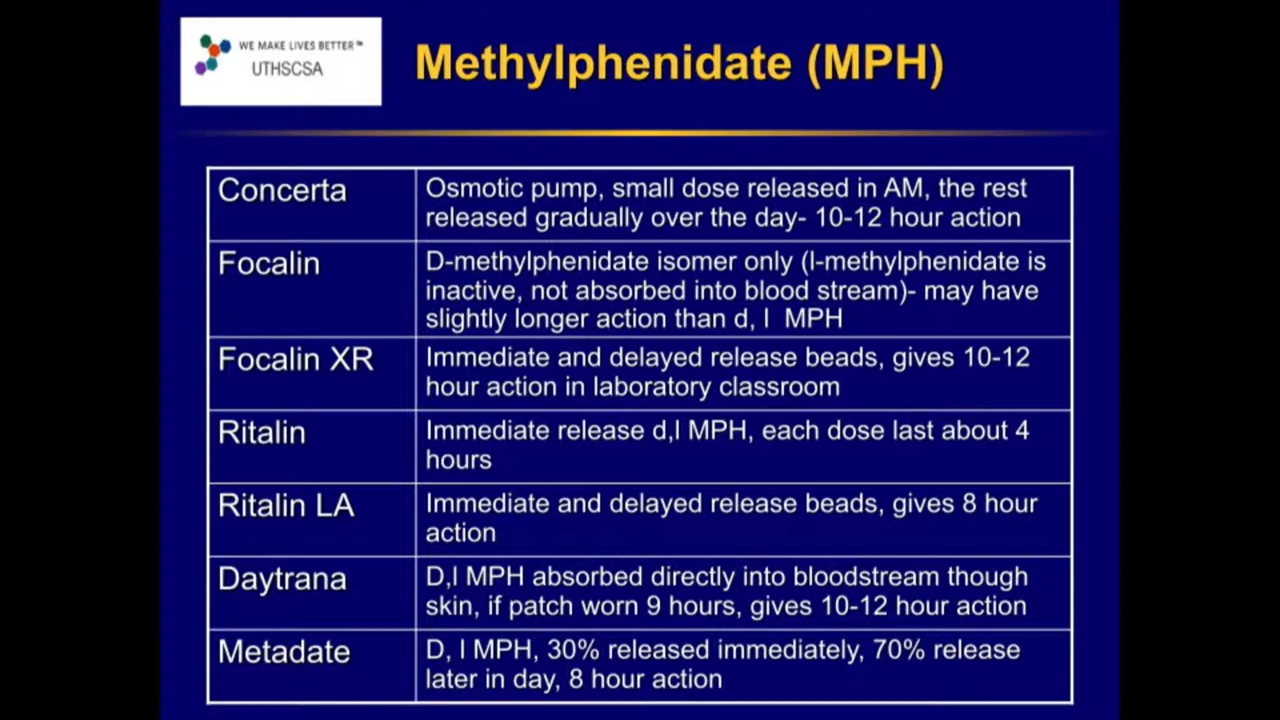 WE MAKE LIVES BETTER℠
UTHSCSA
Methylphenidate (MPH)
Concerta
Osmotic pump, small dose released in AM, the rest
released gradually over the day- 10-12 hour action
Focalin
D-methylphenidate isomer only (l-methylphenidate is
inactive, not absorbed into blood stream)- may have
slightly longer action than d, l MPH
Focalin XR
Immediate and delayed release beads, gives 10-12
hour action in laboratory classroom
Ritalin
Immediate release d,l MPH, each dose last about 4
hours
Ritalin LA
Immediate and delayed release beads, gives 8 hour
action
Daytrana
D,l MPH absorbed directly into bloodstream though
skin, if patch worn 9 hours, gives 10-12 hour action
Metadate
D, l MPH, 30% released immediately, 70% release
later in day, 8 hour action